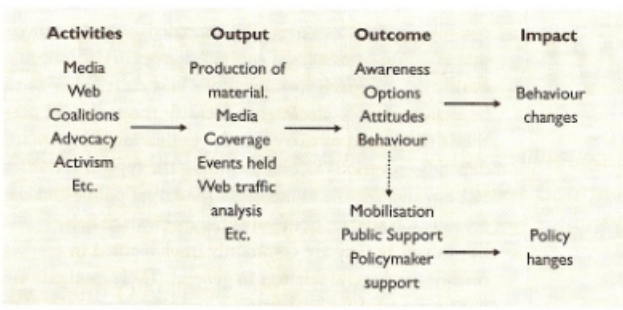 Activities
Output
Outcome
Impact
Media
Web
Coalitions
Advocacy
Activism
Etc.
Production of
material.
Media
Coverage
Events held
Web traffic
analysis
Etc.
Awareness
Options
Attitudes
Behaviour
Mobilisation
Public Support
Policymaker
support
Behaviour
changes
Policy
hanges